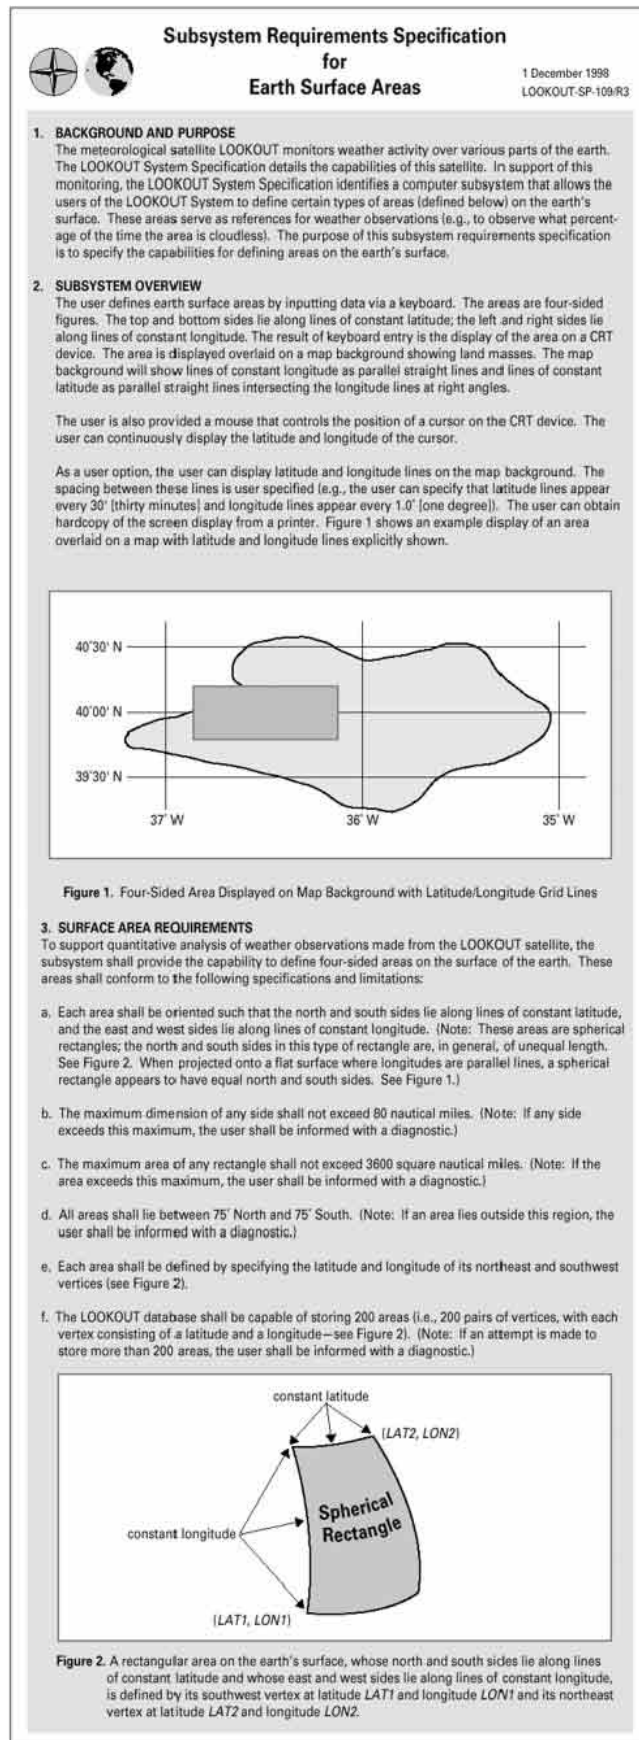 Subsystem Requirements Specification
for
Earth Surface Areas
1 December 1998
LOOKOUT-SP-109/R3
1. BACKGROUND AND PURPOSE
The meteorological satellite LOOKOUT monitors weather activity over various parts of the earth.
The LOOKOUT System Specification details the capabilities of this satellite. In support of this
monitoring, the LOOKOUT System Specification identifies a computer subsystem that allows the
users of the LOOKOUT System to define certain types of areas (defined below) on the earth's
surface. These areas serve as references for weather observations (e.g., to observe what percent-
age of the time the area is cloudless). The purpose of this subsystem requirements specification
is to specify the capabilities for defining areas on the earth's surface.
2. SUBSYSTEM OVERVIEW
The user defines earth surface areas by inputting data via a keyboard. The areas are four-sided
figures. The top and bottom sides lie along lines of constant latitude; the left and right sides lie
along lines of constant longitude. The result of keyboard entry is the display of the area on a CRT
device. The area is displayed overlaid on a map background showing land masses. The map
background will show lines of constant longitude as parallel straight lines and lines of constant
latitude as parallel straight lines intersecting the longitude lines at right angles.
The user is also provided a mouse that controls the position of a cursor on the CRT device. The
user can continuously display the latitude and longitude of the cursor.
As a user option, the user can display latitude and longitude lines on the map background. The
spacing between these lines is user specified (e.g., the user can specify that latitude lines appear
every 30' [thirty minutes] and longitude lines appear every 1.0° [one degree]). The user can obtain
hardcopy of the screen display from a printer. Figure 1 shows an example display of an area
overlaid on a map with latitude and longitude lines explicitly shown.
40°30' N
40°00' N
39°30' N
37° W 36° W 35° W
Figure 1. Four-Sided Area Displayed on Map Background with Latitude/Longitude Grid Lines
3. SURFACE AREA REQUIREMENTS
To support quantitative analysis of weather observations made from the LOOKOUT satellite, the
subsystem shall provide the capability to define four-sided areas on the surface of the earth. These
areas shall conform to the following specifications and limitations:
a. Each area shall be oriented such that the north and south sides lie along lines of constant latitude,
and the east and west sides lie along lines of constant longitude. (Note: These areas are spherical
rectangles; the north and south sides in this type of rectangle are, in general, of unequal length.
See Figure 2. When projected onto a flat surface where longitudes are parallel lines, a spherical
rectangle appears to have equal north and south sides. See Figure 1.)
b. The maximum dimension of any side shall not exceed 80 nautical miles. (Note: If any side
exceeds this maximum, the user shall be informed with a diagnostic.)
c. The maximum area of any rectangle shall not exceed 3600 square nautical miles. (Note: If the
area exceeds this maximum, the user shall be informed with a diagnostic.)
d. All areas shall lie between 75° North and 75° South. (Note: If an area lies outside this region, the
user shall be informed with a diagnostic.)
e. Each area shall be defined by specifying the latitude and longitude of its northeast and southwest
vertices (see Figure 2).
f. The LOOKOUT database shall be capable of storing 200 areas (i.e., 200 pairs of vertices, with each
vertex consisting of a latitude and a longitude—see Figure 2). (Note: If an attempt is made to
store more than 200 areas, the user shall be informed with a diagnostic.)
constant latitude
(LAT2, LON2)
Spherical
Rectangle
constant longitude
(LAT1, LON1)
Figure 2. A rectangular area on the earth's surface, whose north and south sides lie along lines
of constant latitude and whose east and west sides lie along lines of constant longitude,
is defined by its southwest vertex at latitude LAT1 and longitude LON1 and its northeast
vertex at latitude LAT2 and longitude LON2.